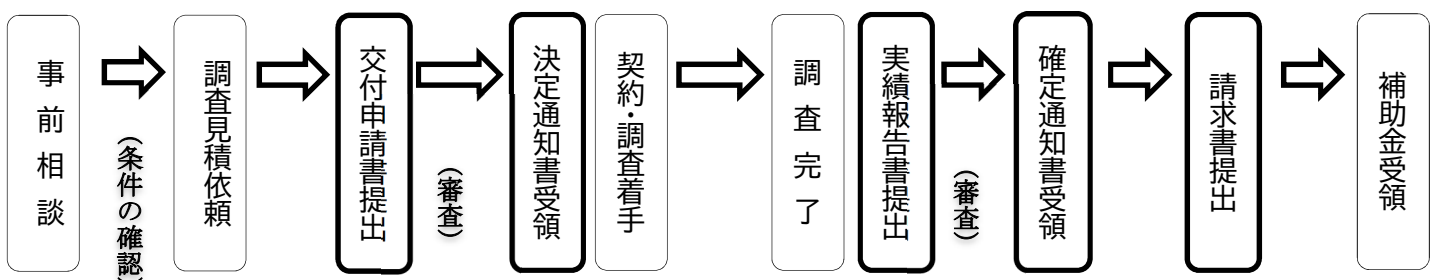 事前相談
（条件の確認）
調査見積依頼
交付申請書提出
（審査）
決定通知書受領
契約・調査着手
調査完了
実績報告書提出
（審査）
確定通知書受領
請求書提出
補助金受領